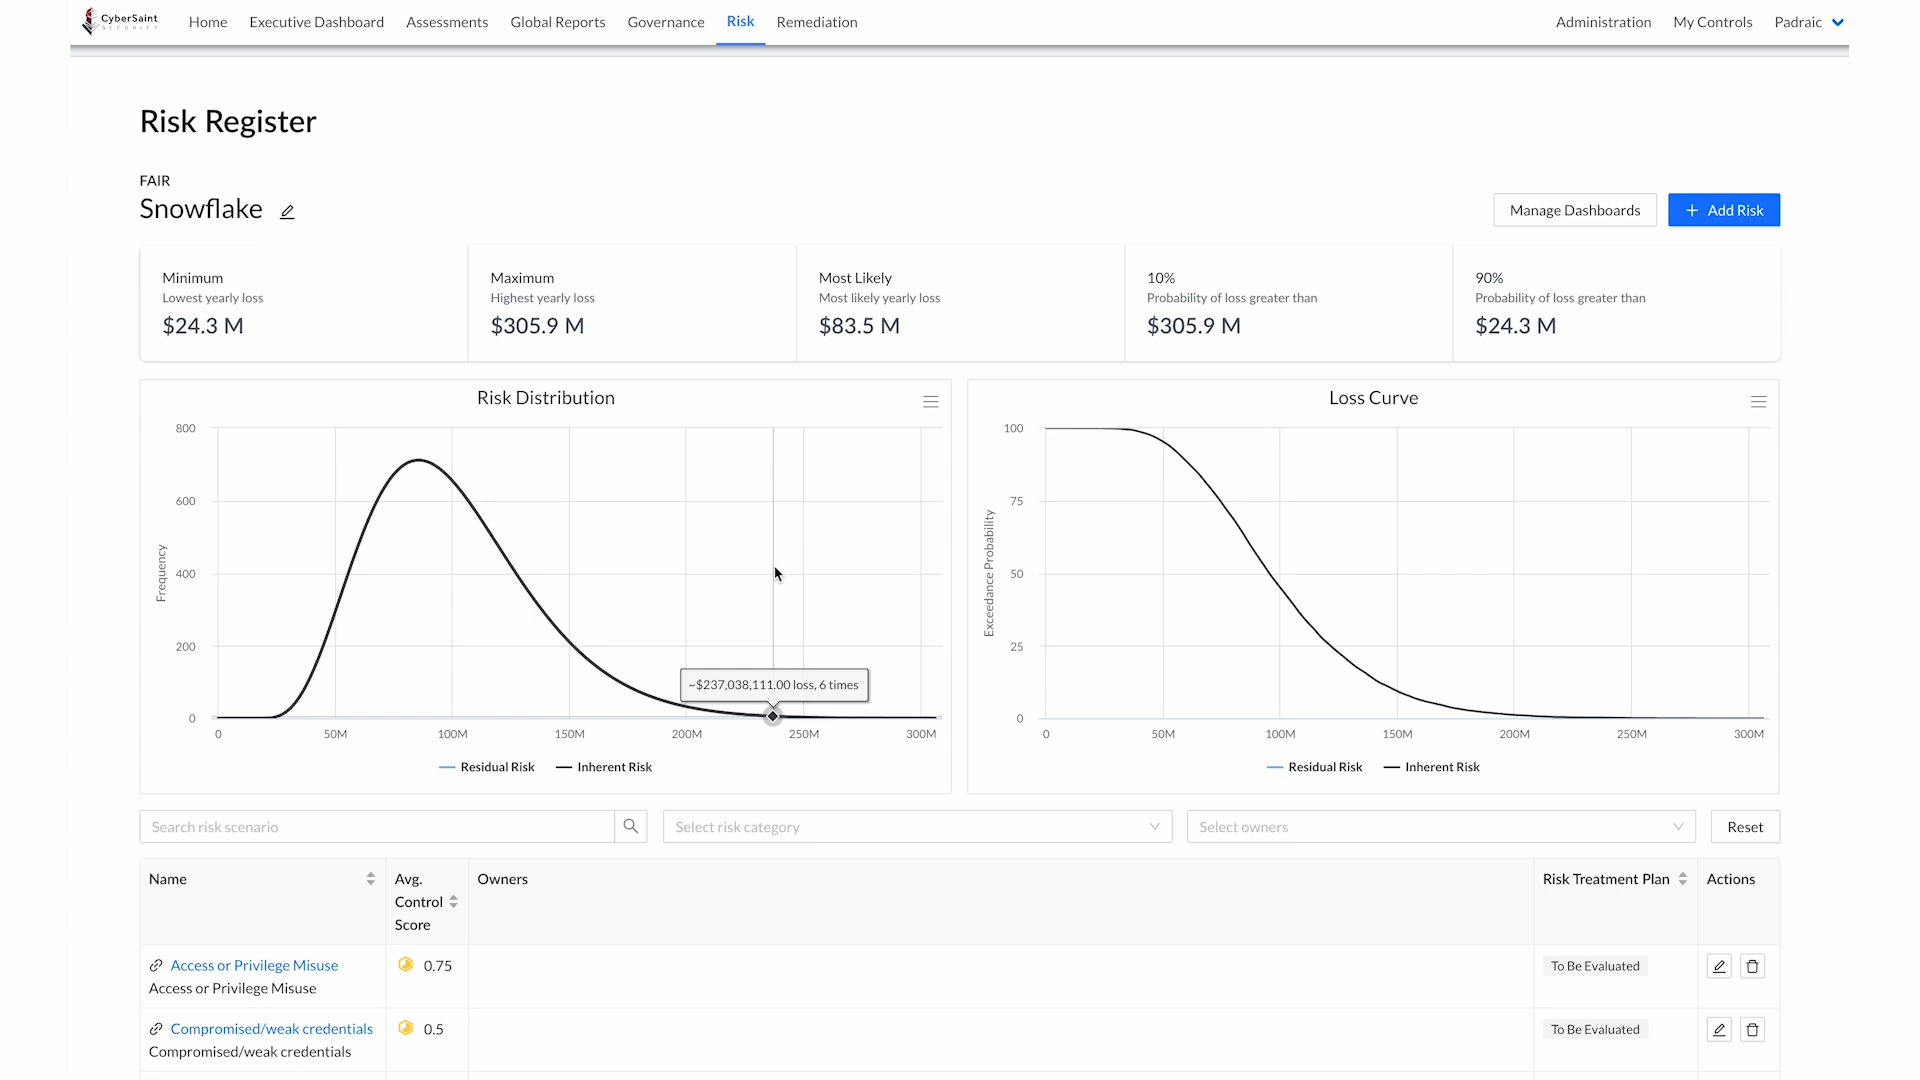 CyberSaint
SECURITY
Home
Executive Dashboard
Assessments
Global Reports
Governance
Risk
Remediation
Administration
My Controls
Padraic
Risk Register
FAIR
Snowflake
Manage Dashboards
+ Add Risk
Minimum
Lowest yearly loss
$24.3 M
Maximum
Highest yearly loss
$305.9 M
Most Likely
Most likely yearly loss
$83.5 M
10%
Probability of loss greater than
$305.9 M
90%
Probability of loss greater than
$24.3 M
Risk Distribution
800
600
400
200
0
Frequency
~$237,038,111.00 loss, 6 times
0
50M
100M
150M
200M
250M
300M
Residual Risk
Inherent Risk
Loss Curve
100
75
50
25
0
Exceedance Probability
0
50M
100M
150M
200M
250M
300M
Residual Risk
Inherent Risk
Search risk scenario
Select risk category
Select owners
Reset
Name
Avg.
Control
Score
Owners
Risk Treatment Plan
Actions
Access or Privilege Misuse
Access or Privilege Misuse
0.75
To Be Evaluated
Compromised/weak credentials
Compromised/weak credentials
0.5
To Be Evaluated